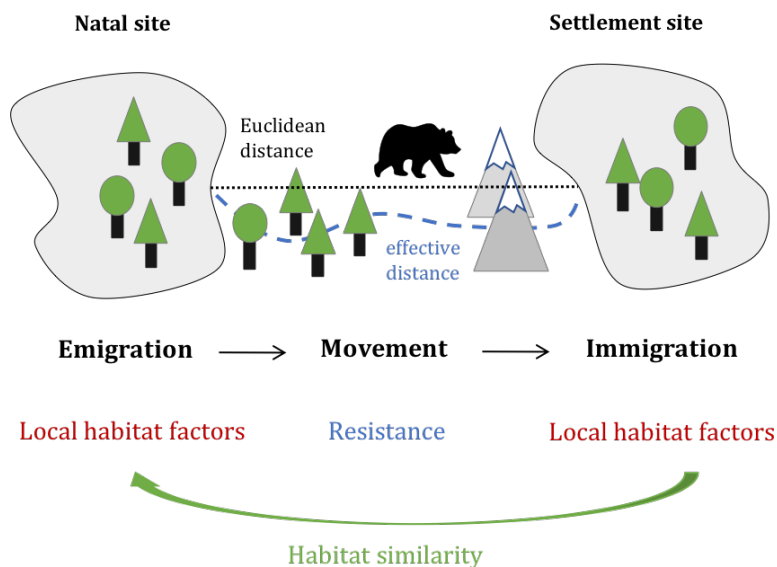 Natal site
Settlement site
Euclidean
distance
effective
distance
Emigration
Movement
Immigration
Local habitat factors
Resistance
Local habitat factors
Habitat similarity